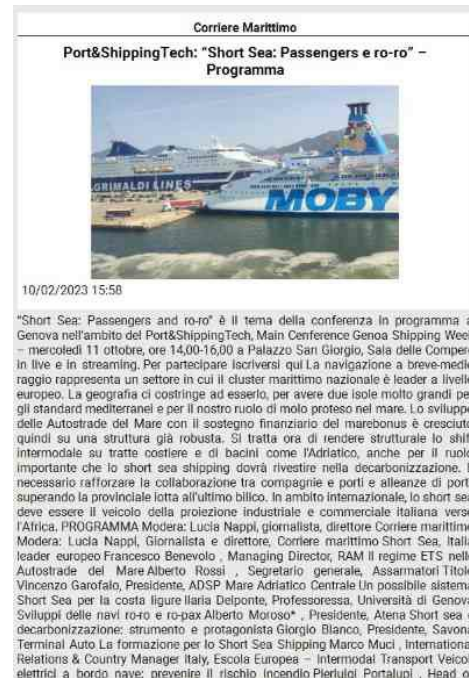 Corriere Marittimo
Port&ShippingTech: "Short Sea: Passengers e ro-ro" –
Programma
GRIMALDI LINES
MOBY
10/02/2023 15:58
"Short Sea: Passengers and ro-ro" è il tema della conferenza in programma a
Genova nell'ambito del Port&ShippingTech, Main Cenference Genoa Shipping Week
– mercoledì 11 ottobre, ore 14,00-16,00 a Palazzo San Giorgio, Sala delle Compere
in live e in streaming. Per partecipare iscriversi qui La navigazione a breve-medio
raggio rappresenta un settore in cui il cluster marittimo nazionale è leader a livello
europeo. La geografia ci costringe ad esserlo, per avere due isole molto grandi per
gli standard mediterranei e per il nostro ruolo di molo proteso nel mare. Lo sviluppo
delle Autostrade del Mare con il sostegno finanziario del marebonus è cresciuto
quindi su una struttura già robusta. Si tratta ora di rendere strutturale lo shift
intermodale su tratte costiere e di bacini come l'Adriatico, anche per il ruolo
importante che lo short sea shipping dovrà rivestire nella decarbonizzazione.
necessario rafforzare la collaborazione tra compagnie e porti e alleanze di porti
superando la provinciale lotta all'ultimo bilico. In ambito internazionale, lo short sea
deve essere il veicolo della proiezione industriale e commerciale italiana verso
l'Africa. PROGRAMMA Modera: Lucia Nappi, giornalista, direttore Corriere marittimo
Modera: Lucia Nappi, Giornalista e direttore, Corriere marittimo Short Sea, Italia
leader europeo Francesco Benevolo , Managing Director, RAM Il regime ETS nelle
Autostrade del Mare Alberto Rossi , Segretario generale, Assarmatori Titolo
Vincenzo Garofalo, Presidente, ADSP Mare Adriatico Centrale Un possibile sistema
Short Sea per la costa ligure Ilaria Delponte, Professoressa, Università di Genova
Sviluppi delle navi ro-ro e ro-pax Alberto Moroso* , Presidente, Atena Short sea e
decarbonizzazione: strumento e protagonista Giorgio Blanco, Presidente, Savona
Terminal Auto La formazione per lo Short Sea Shipping Marco Muci , International
Relations & Country Manager Italy, Escola Europea – Intermodal Transport Veicoli
elettrici a bordo nave: prevenire il rischio incendio Pierluigi Portalupi , Head of